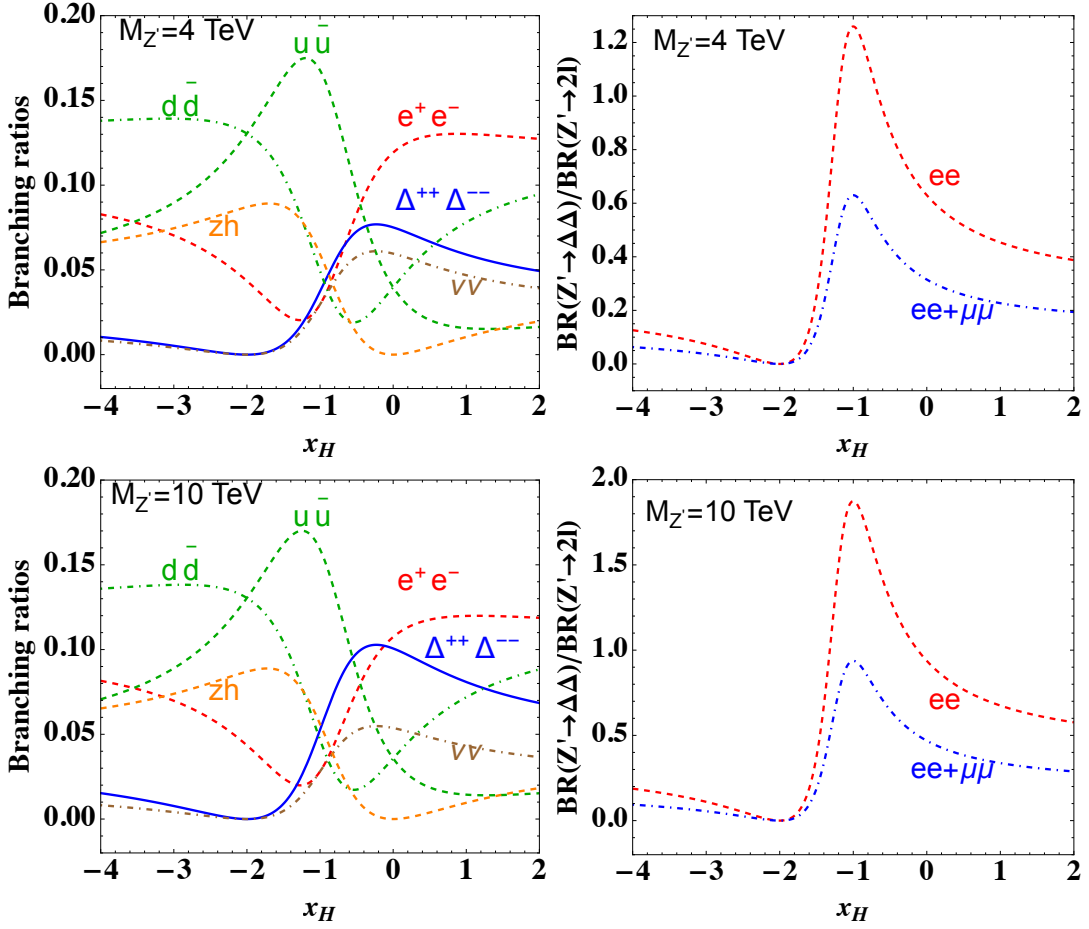 M_Z'=4 TeV
uū
dd̄
e⁺e⁻
Δ⁺⁺Δ⁻⁻
zh
νν
Branching ratios
0.20
0.15
0.10
0.05
0.00
−4 −3 −2 −1 0 1 2
x_H
M_Z'=4 TeV
ee
ee+μμ
BR(Z'→ΔΔ)/BR(Z'→2l)
1.2
1.0
0.8
0.6
0.4
0.2
0.0
−4 −3 −2 −1 0 1 2
x_H
M_Z'=10 TeV
uū
dd̄
e⁺e⁻
Δ⁺⁺Δ⁻⁻
zh
νν
Branching ratios
0.20
0.15
0.10
0.05
0.00
−4 −3 −2 −1 0 1 2
x_H
M_Z'=10 TeV
ee
ee+μμ
BR(Z'→ΔΔ)/BR(Z'→2l)
2.0
1.5
1.0
0.5
0.0
−4 −3 −2 −1 0 1 2
x_H